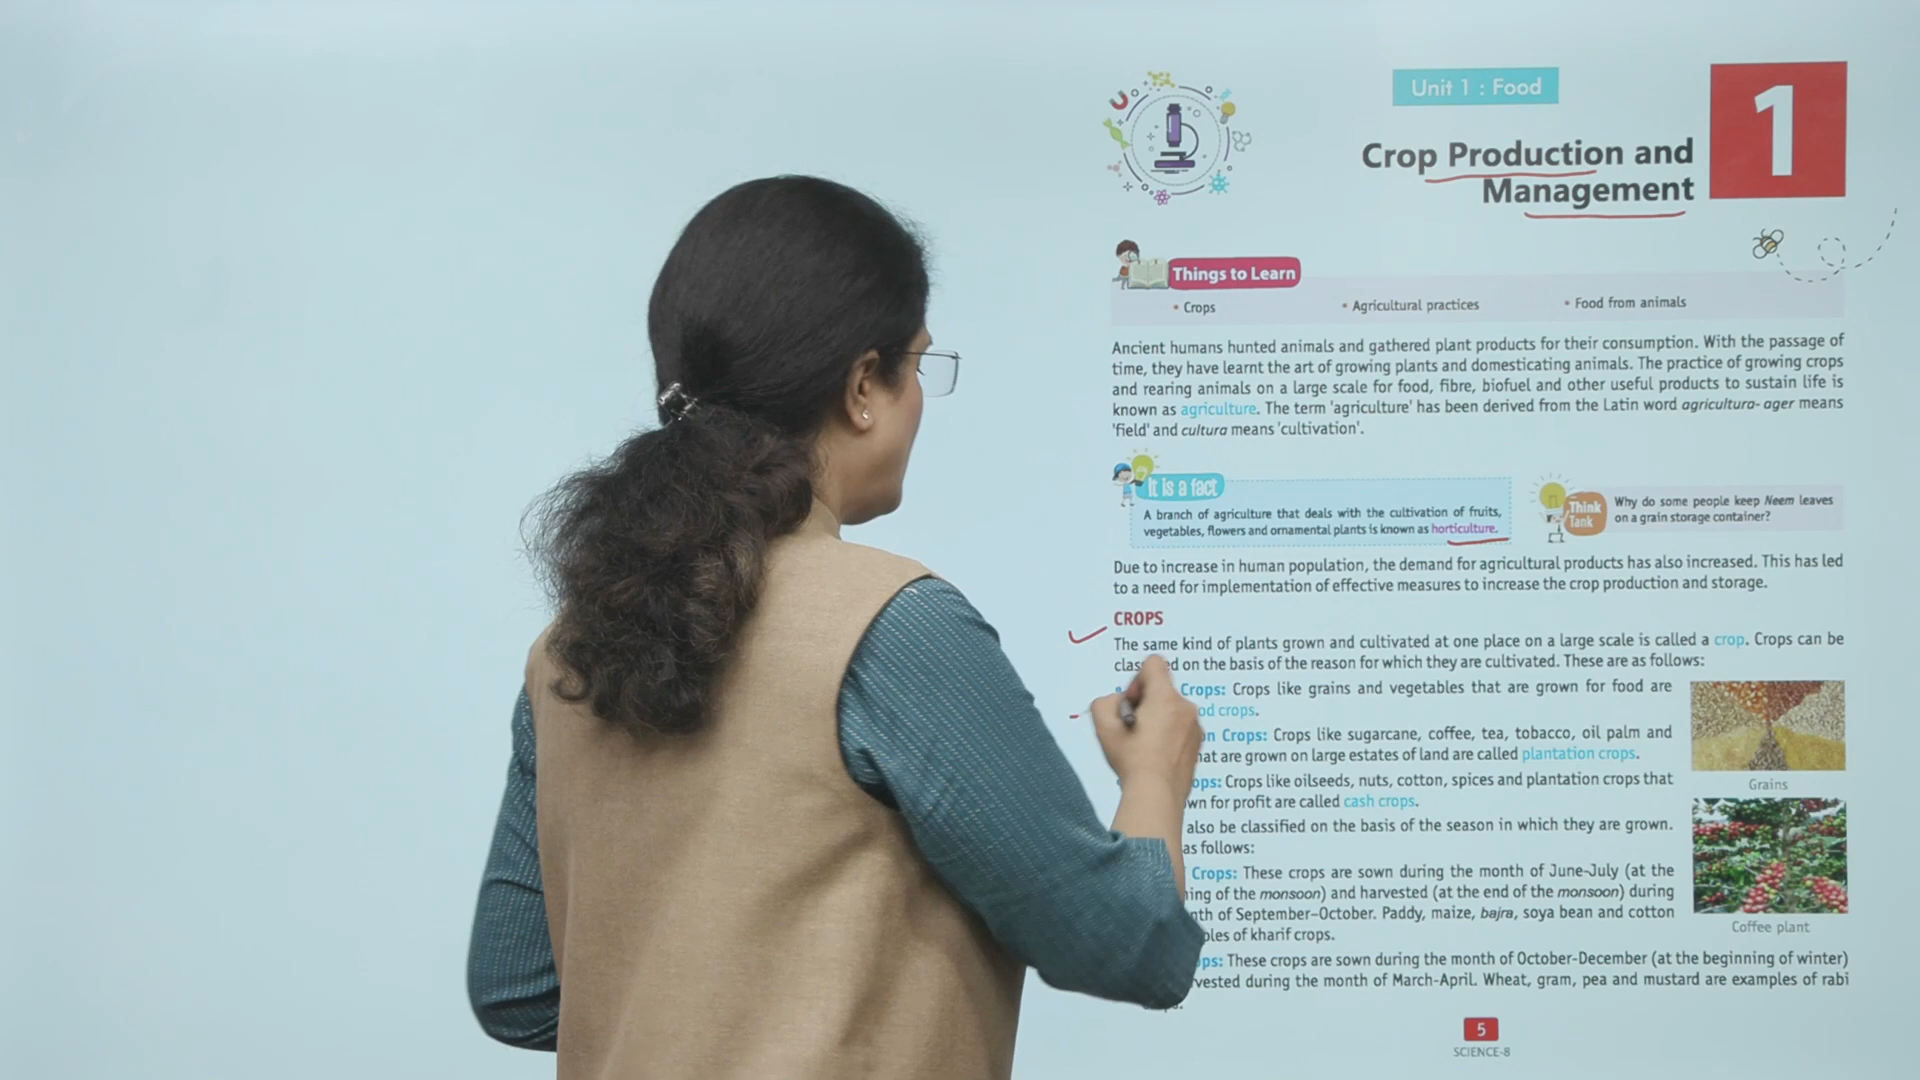 Unit 1 : Food
1
Crop Production and
Management
Things to Learn
• Crops • Agricultural practices • Food from animals
Ancient humans hunted animals and gathered plant products for their consumption. With the passage of
time, they have learnt the art of growing plants and domesticating animals. The practice of growing crops
and rearing animals on a large scale for food, fibre, biofuel and other useful products to sustain life is
known as agriculture. The term 'agriculture' has been derived from the Latin word agricultura- ager means
'field' and cultura means 'cultivation'.
It is a fact
A branch of agriculture that deals with the cultivation of fruits,
vegetables, flowers and ornamental plants is known as horticulture.
Think
Tank
Why do some people keep Neem leaves
on a grain storage container?
Due to increase in human population, the demand for agricultural products has also increased. This has led
to a need for implementation of effective measures to increase the crop production and storage.
CROPS
The same kind of plants grown and cultivated at one place on a large scale is called a crop. Crops can be
on the basis of the reason for which they are cultivated. These are as follows:
Crops: Crops like grains and vegetables that are grown for food are
crops.
Crops: Crops like sugarcane, coffee, tea, tobacco, oil palm and
are grown on large estates of land are called plantation crops.
Crops like oilseeds, nuts, cotton, spices and plantation crops that
for profit are called cash crops.
also be classified on the basis of the season in which they are grown.
as follows:
Crops: These crops are sown during the month of June-July (at the
of the monsoon) and harvested (at the end of the monsoon) during
of September–October. Paddy, maize, bajra, soya bean and cotton
of kharif crops.
These crops are sown during the month of October-December (at the beginning of winter)
during the month of March-April. Wheat, gram, pea and mustard are examples of rabi
Grains
Coffee plant
5
SCIENCE-8